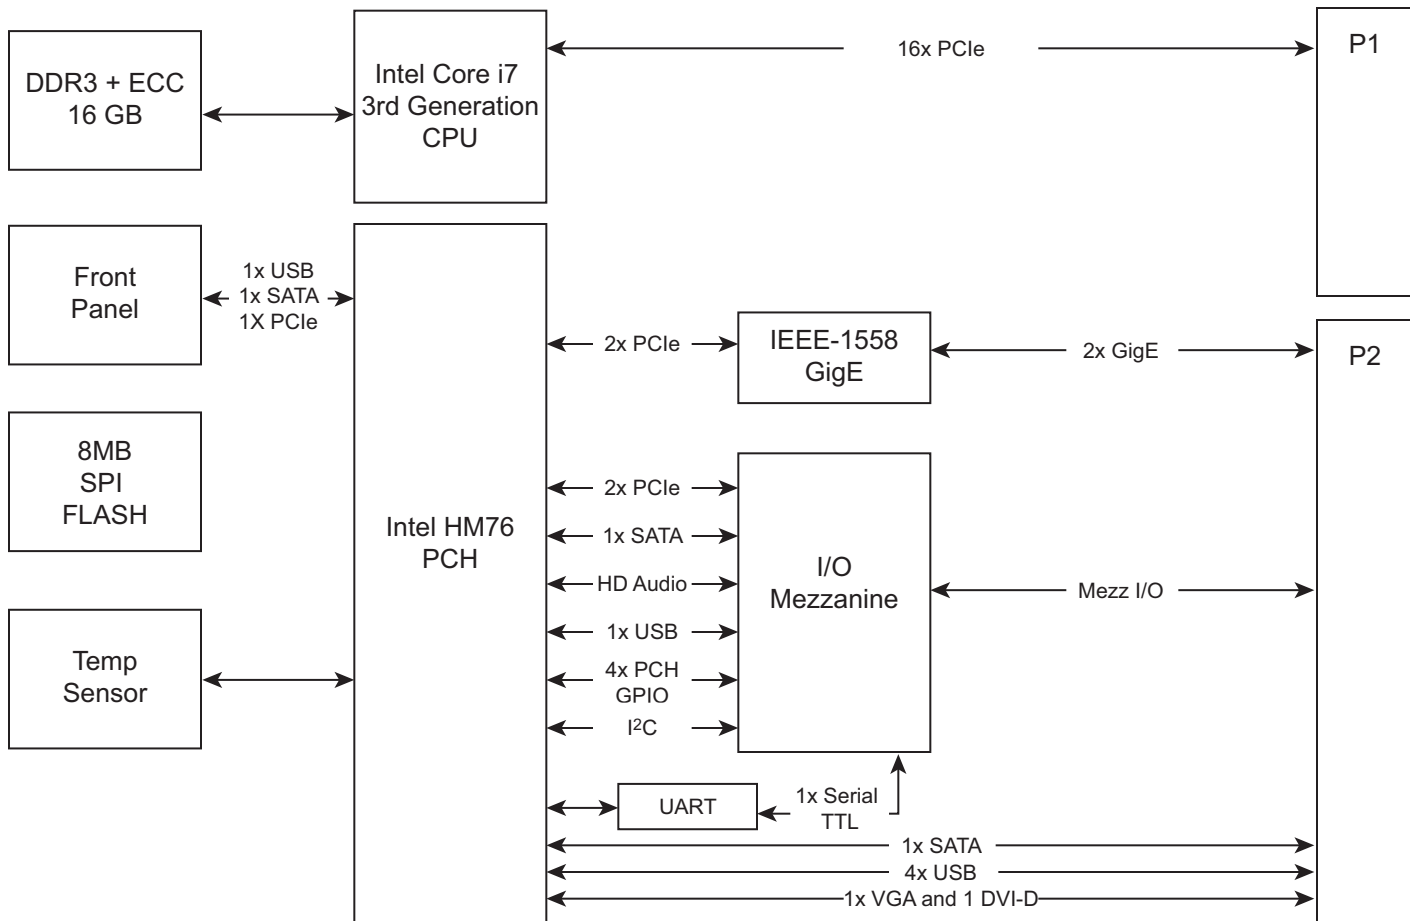 DDR3 + ECC
16 GB
Intel Core i7
3rd Generation
CPU
16x PCIe
P1
Front
Panel
1x USB
1x SATA
1X PCIe
2x PCIe
IEEE-1558
GigE
2x GigE
P2
8MB
SPI
FLASH
Intel HM76
PCH
2x PCIe
1x SATA
HD Audio
1x USB
4x PCH
GPIO
I²C
I/O
Mezzanine
Mezz I/O
Temp
Sensor
UART
1x Serial
TTL
1x SATA
4x USB
1x VGA and 1 DVI-D